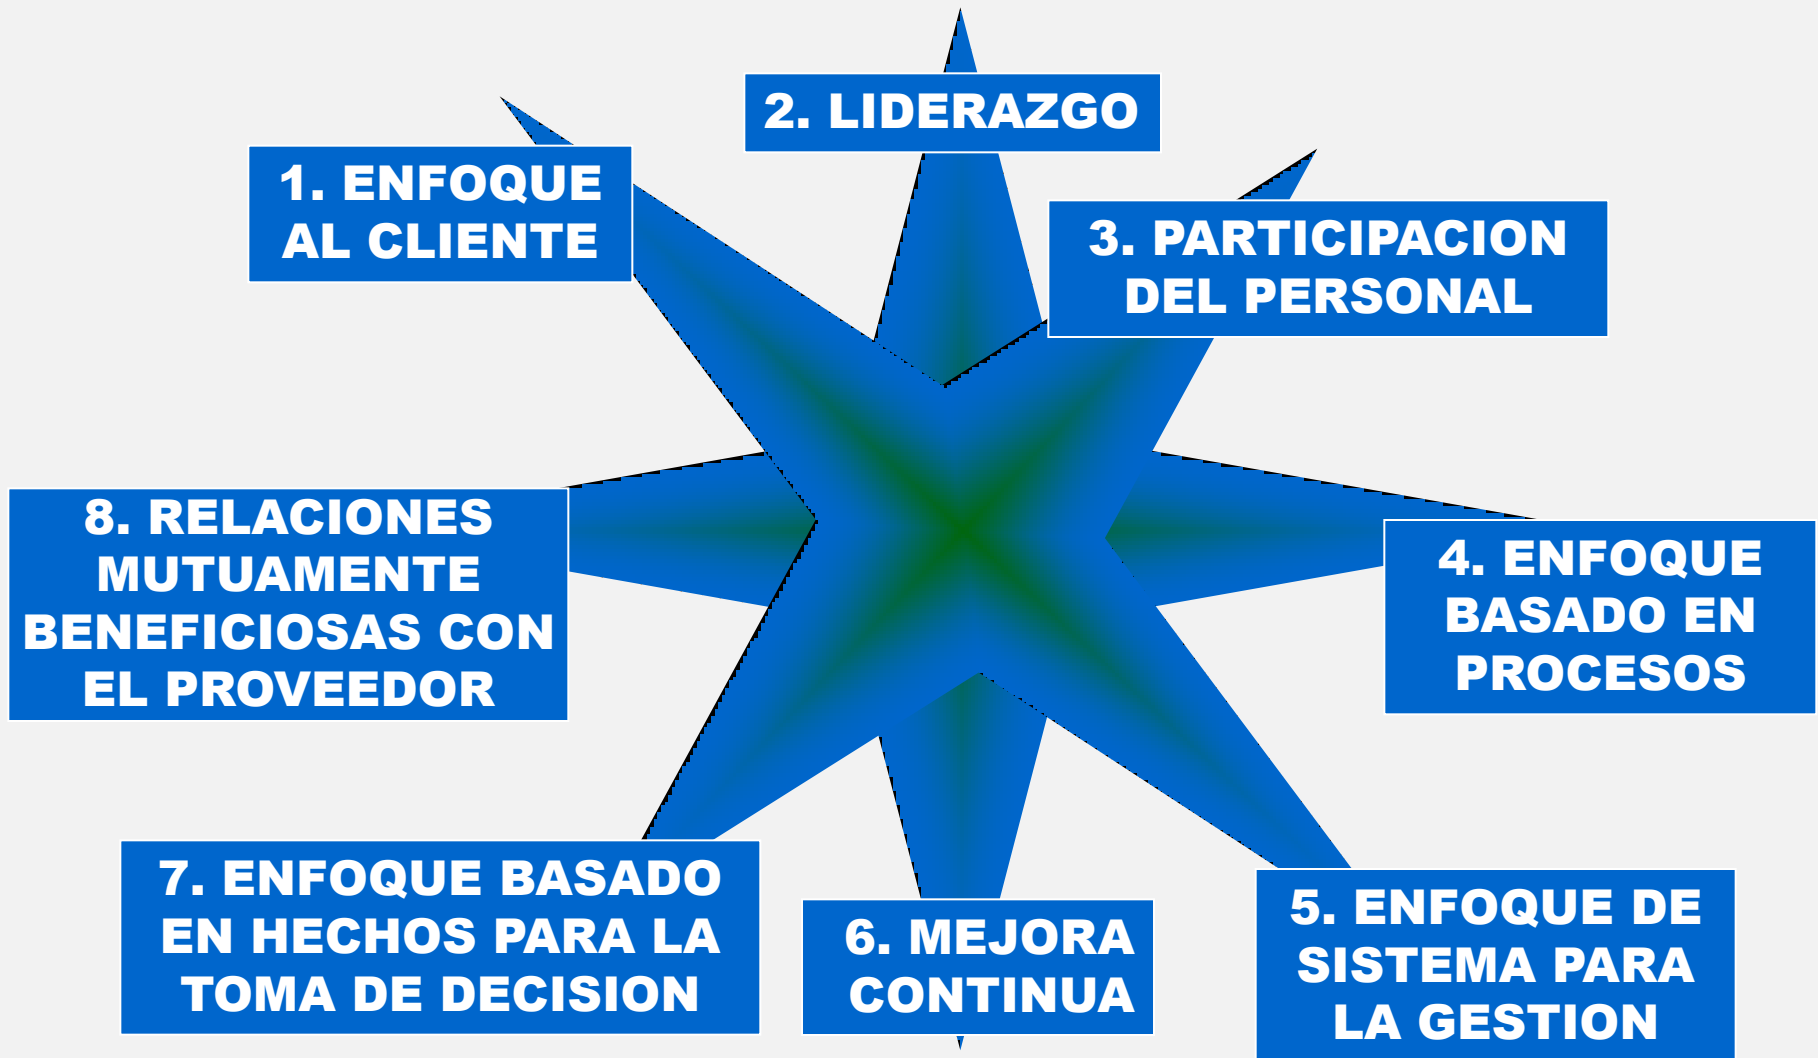 1. ENFOQUE
AL CLIENTE
2. LIDERAZGO
3. PARTICIPACION
DEL PERSONAL
4. ENFOQUE
BASADO EN
PROCESOS
5. ENFOQUE DE
SISTEMA PARA
LA GESTION
6. MEJORA
CONTINUA
7. ENFOQUE BASADO
EN HECHOS PARA LA
TOMA DE DECISION
8. RELACIONES
MUTUAMENTE
BENEFICIOSAS CON
EL PROVEEDOR